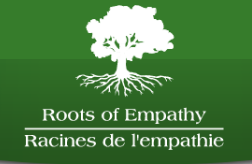 Roots of Empathy
Racines de l'empathie